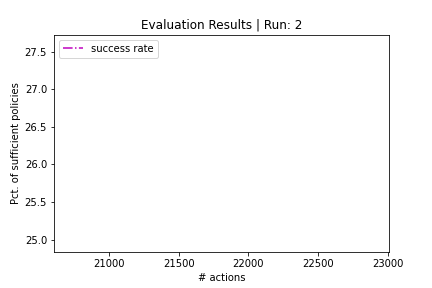 Evaluation Results | Run: 2
success rate
Pct. of sufficient policies
27.5
27.0
26.5
26.0
25.5
25.0
21000 21500 22000 22500 23000
# actions